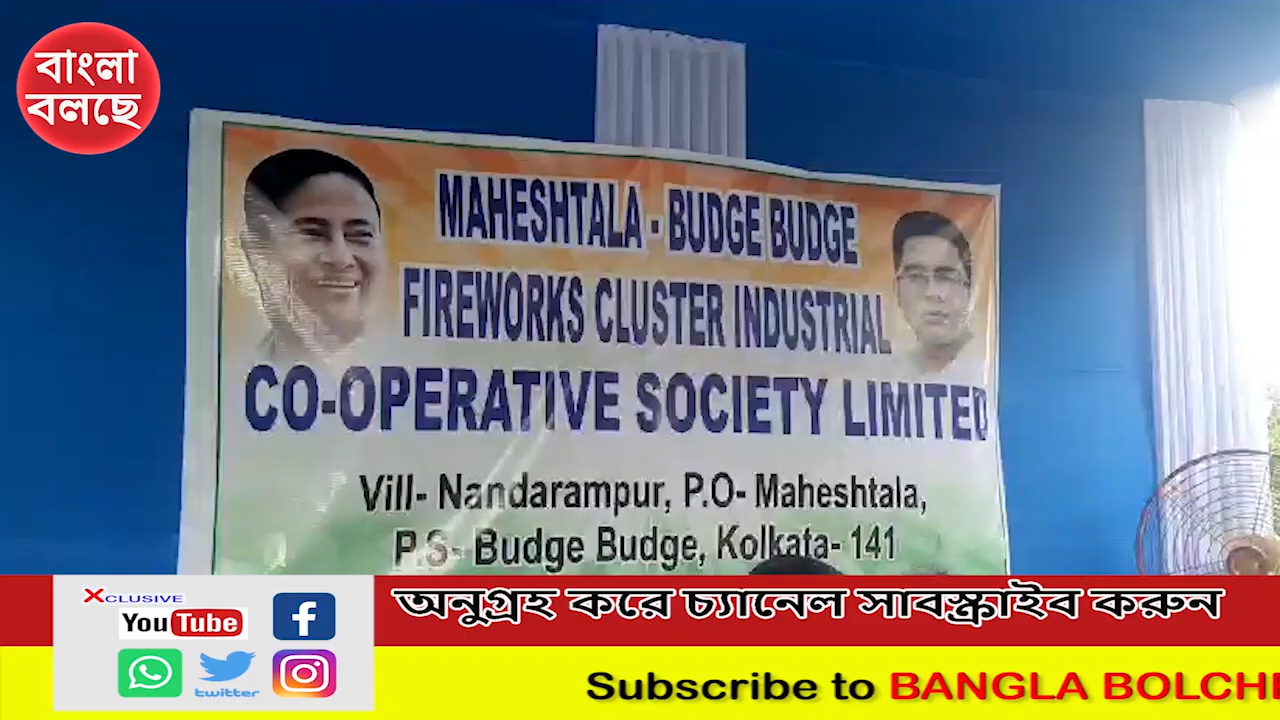 বাংলা
বলছে
MAHESHTALA - BUDGE BUDGE
FIREWORKS CLUSTER INDUSTRIAL
CO-OPERATIVE SOCIETY LIMITED
Vill- Nandarampur, P.O- Maheshtala,
P.S- Budge Budge, Kolkata- 141
XCLUSIVE
YouTube
twitter
অনুগ্রহ করে চ্যানেল সাবস্ক্রাইব করুন
Subscribe to BANGLA BOLCHE